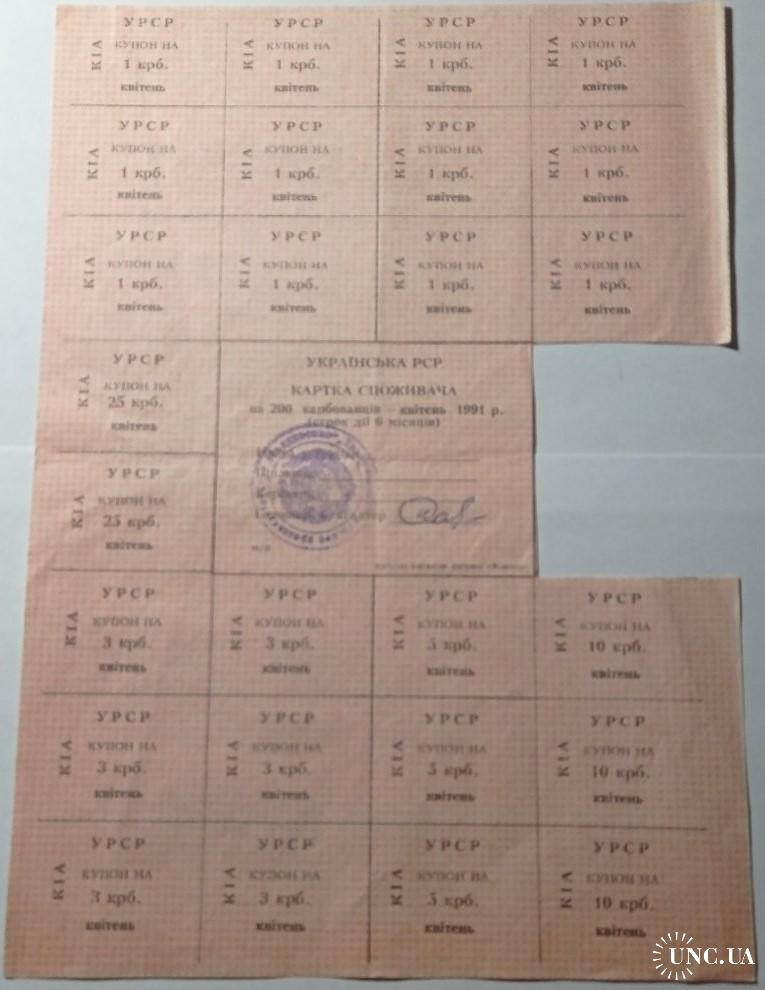 УРСР УРСР УРСР УРСР
КІА КУПОН НА КІА КУПОН НА КІА КУПОН НА КІА КУПОН НА
1 крб. 1 крб. 1 крб. 1 крб.
квітень квітень квітень квітень
УРСР УРСР УРСР УРСР
КІА КУПОН НА КІА КУПОН НА КІА КУПОН НА КІА КУПОН НА
1 крб. 1 крб. 1 крб. 1 крб.
квітень квітень квітень квітень
УРСР УРСР УРСР УРСР
КІА КУПОН НА КІА КУПОН НА КІА КУПОН НА КІА КУПОН НА
1 крб. 1 крб. 1 крб. 1 крб.
квітень квітень квітень квітень
УРСР
КІА КУПОН НА
25 крб.
квітень
УКРАЇНСЬКА РСР
КАРТКА СПОЖИВАЧА
на 200 карбованців - квітень 1991 р.
(строк дії 6 місяців)
УРСР
КІА КУПОН НА
25 крб.
квітень
УРСР УРСР УРСР УРСР
КІА КУПОН НА КІА КУПОН НА КІА КУПОН НА КІА КУПОН НА
3 крб. 3 крб. 5 крб. 10 крб.
квітень квітень квітень квітень
УРСР УРСР УРСР УРСР
КІА КУПОН НА КІА КУПОН НА КІА КУПОН НА КІА КУПОН НА
3 крб. 3 крб. 5 крб. 10 крб.
квітень квітень квітень квітень
УРСР УРСР УРСР УРСР
КІА КУПОН НА КІА КУПОН НА КІА КУПОН НА КІА КУПОН НА
3 крб. 3 крб. 5 крб. 10 крб.
квітень квітень квітень квітень
UNC.UA